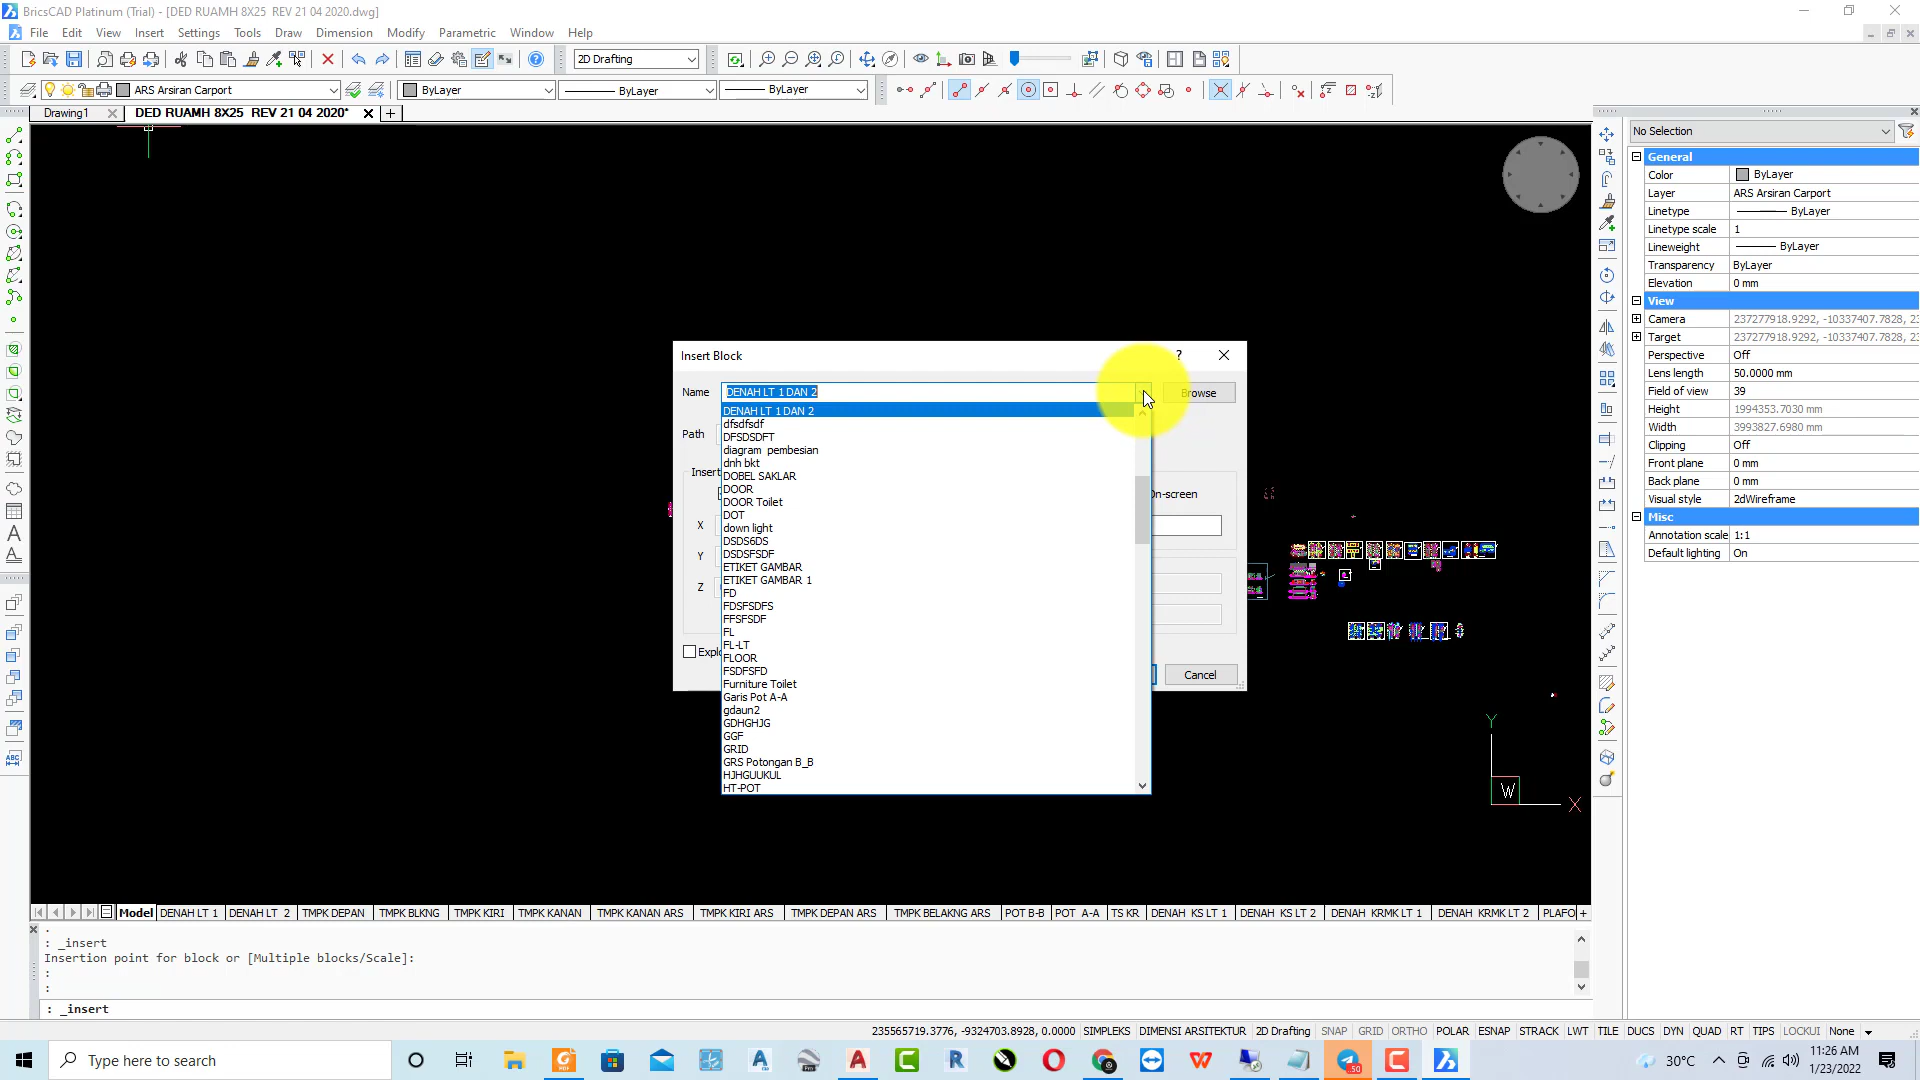 BricsCAD Platinum (Trial) - [DED RUAMH 8X25  REV 21 04 2020.dwg]
File Edit View Insert Settings Tools Draw Dimension Modify Parametric Window Help
2D Drafting
ARS Arsiran Carport ByLayer ByLayer ByLayer
Drawing1 DED RUAMH 8X25  REV 21 04 2020*
No Selection
General
Color ByLayer
Layer ARS Arsiran Carport
Linetype ByLayer
Linetype scale 1
Lineweight ByLayer
Transparency ByLayer
Elevation 0 mm
View
Camera 237277918.9292, -10337407.7828, 23
Target 237277918.9292, -10337407.7828, 23
Perspective Off
Lens length 50.0000 mm
Field of view 39
Height 1994353.7030 mm
Width 3993827.6980 mm
Clipping Off
Front plane 0 mm
Back plane 0 mm
Visual style 2dWireframe
Misc
Annotation scale 1:1
Default lighting On
Insert Block ?
Name DENAH LT 1 DAN 2 Browse
Path
Insert
On-screen
X
Y
Z
Explo
Cancel
DENAH LT 1 DAN 2
dfsdfsdf
DFSDSDFT
diagram  pembesian
dnh bkt
DOBEL SAKLAR
DOOR
DOOR Toilet
DOT
down light
DSDS6DS
DSDSFSDF
ETIKET GAMBAR
ETIKET GAMBAR 1
FD
FDSFSDFS
FFSFSDF
FL
FL-LT
FLOOR
FSDFSFD
Furniture Toilet
Garis Pot A-A
gdaun2
GDHGHJG
GGF
GRID
GRS Potongan B_B
HJHGUUKUL
HT-POT
Y
W
X
Model DENAH LT  1 DENAH LT  2 TMPK DEPAN TMPK BLKNG TMPK KIRI TMPK KANAN TMPK KANAN ARS TMPK KIRI ARS TMPK DEPAN ARS TMPK BELAKNG ARS POT B-B POT  A-A TS KR DENAH KS LT 1 DENAH KS LT 2 DENAH KRMK LT 1 DENAH KRMK LT 2 PLAFO +
: _insert
Insertion point for block or [Multiple blocks/Scale]:
:
:
: _insert
235565719.3776, -9324703.8928, 0.0000 SIMPLEKS DIMENSI ARSITEKTUR 2D Drafting SNAP GRID ORTHO POLAR ESNAP STRACK LWT TILE DUCS DYN QUAD RT TIPS LOCKUI None
Type here to search
30°C
11:26 AM
1/23/2022